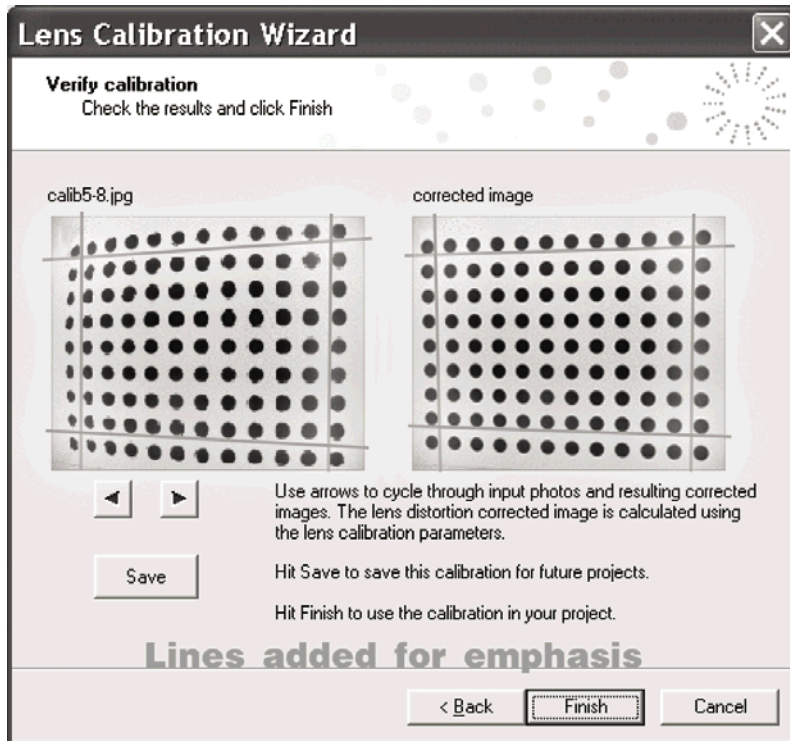 Lens Calibration Wizard
Verify calibration
Check the results and click Finish
calib5-8.jpg
corrected image
Use arrows to cycle through input photos and resulting corrected
images. The lens distortion corrected image is calculated using
the lens calibration parameters.
Save
Hit Save to save this calibration for future projects.
Hit Finish to use the calibration in your project.
Lines added for emphasis
< Back
Finish
Cancel